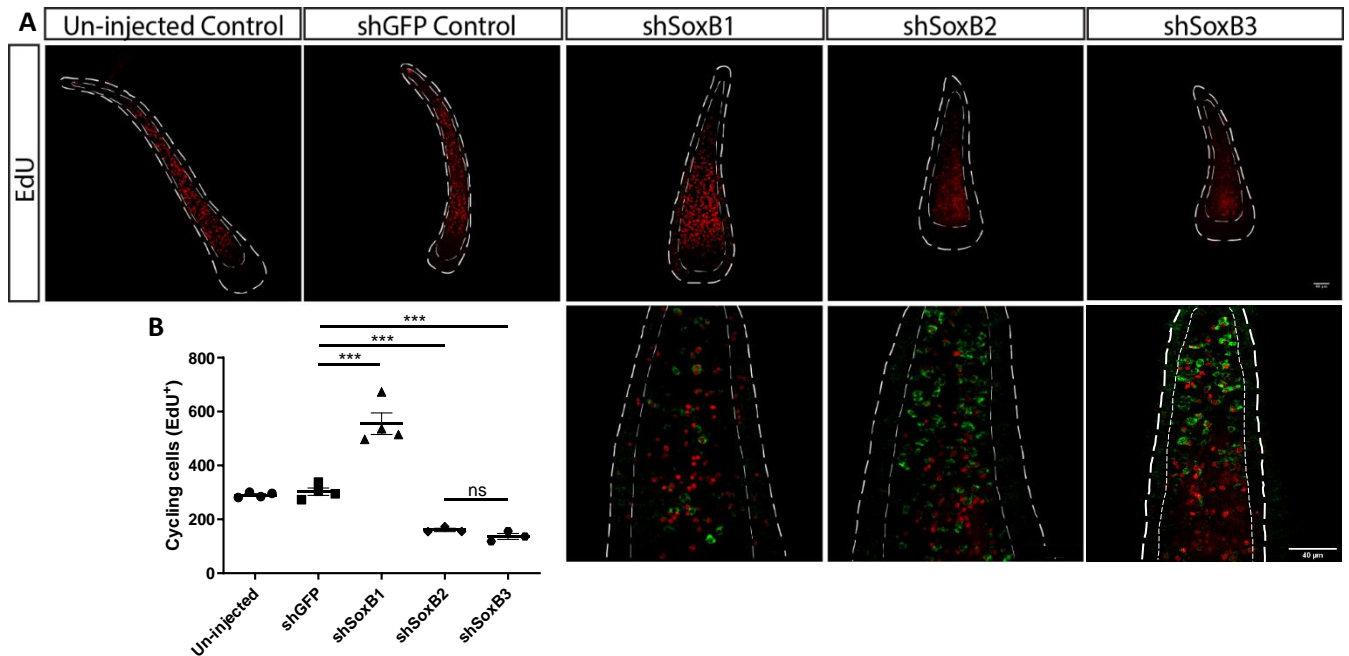 A
Un-injected Control
shGFP Control
shSoxB1
shSoxB2
shSoxB3
EdU
B
***
***
***
ns
Cycling cells (EdU⁺)
800
600
400
200
0
Un-injected
shGFP
shSoxB1
shSoxB2
shSoxB3
40 µm